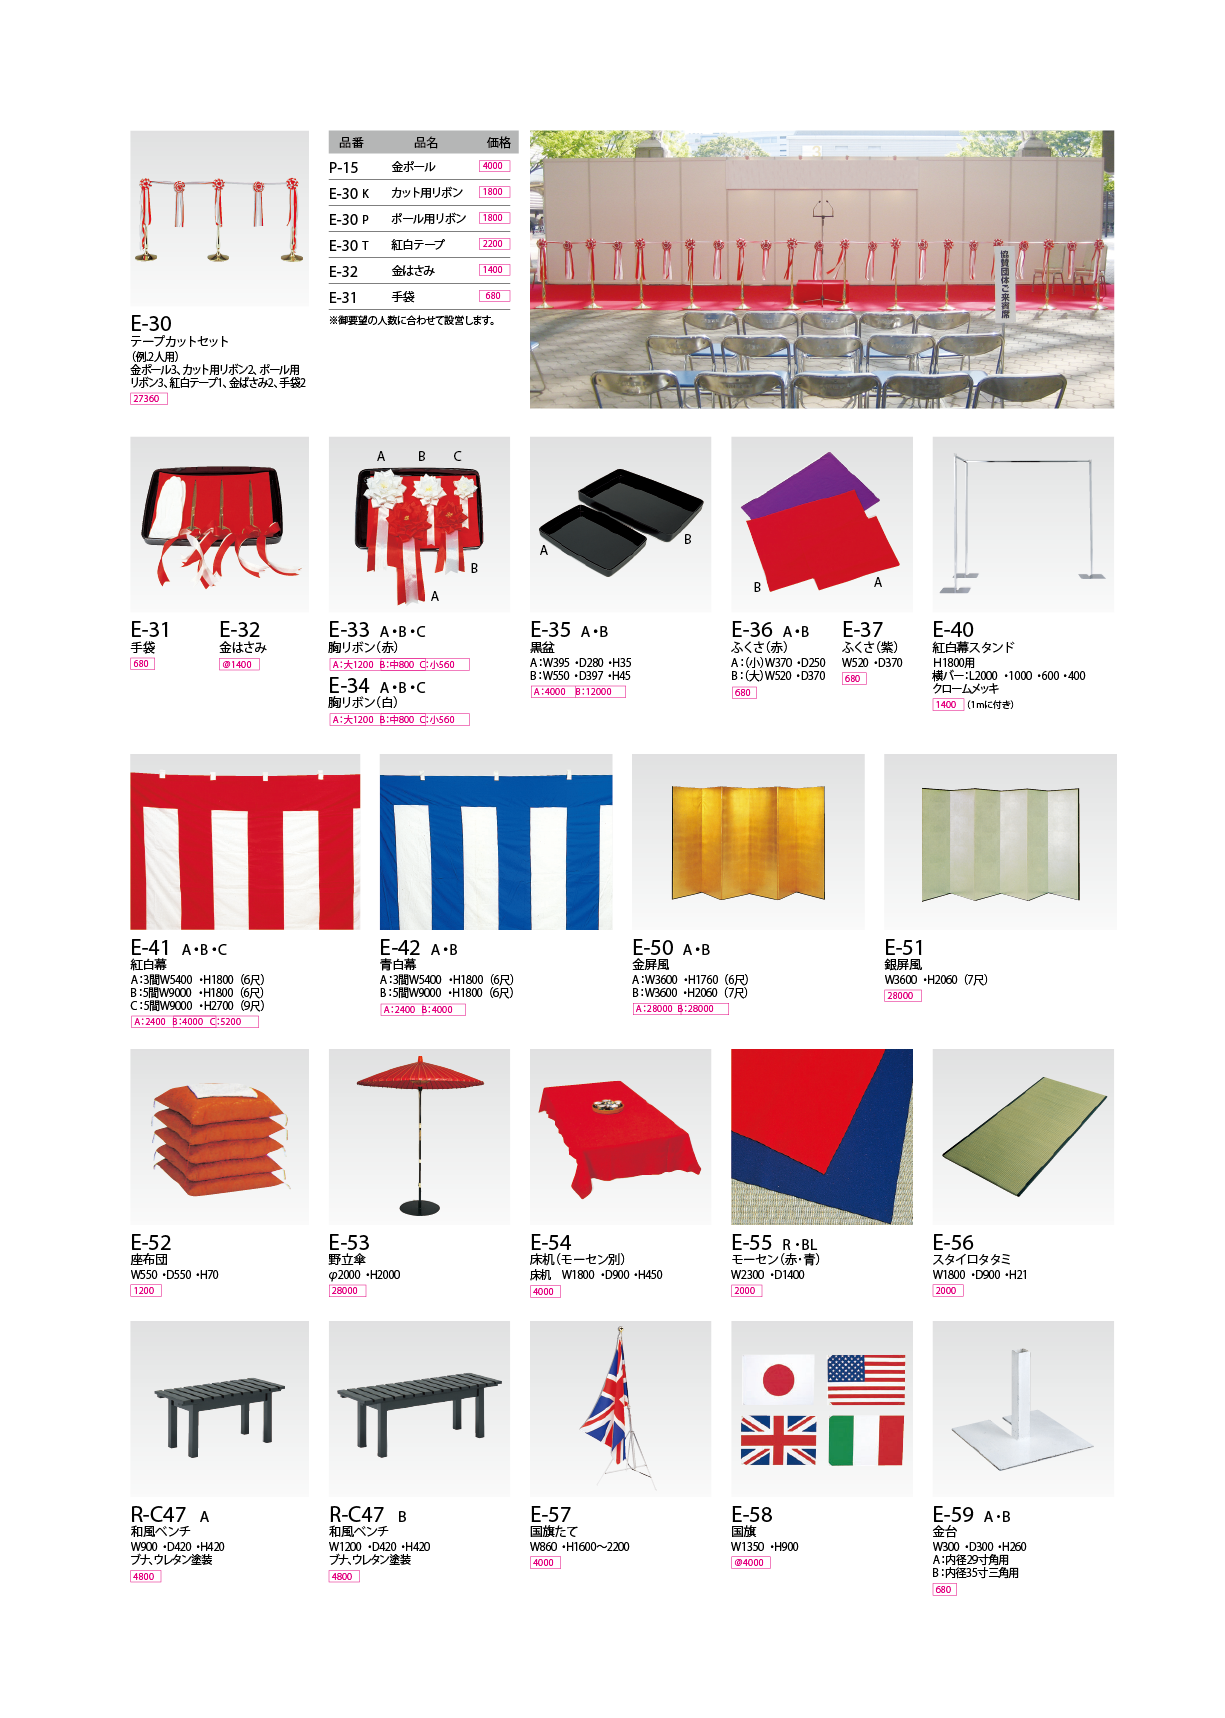 E-30
テープカットセット
（例.2人用）
金ポール3、カット用リボン2、ポール用
リボン3、紅白テープ1、金ばさみ2、手袋2
27360
品番 品名 価格
P-15 金ポール 4000
E-30 K カット用リボン 1800
E-30 P ポール用リボン 1800
E-30 T 紅白テープ 2200
E-32 金はさみ 1400
E-31 手袋 680
※御要望の人数に合わせて設営します。
協賛団体ご来賓席
E-31
手袋
680
E-32
金はさみ
@1400
A B C
B
A
E-33 A・B・C
胸リボン（赤）
A：大1200 B：中800 C：小560
E-34 A・B・C
胸リボン（白）
A：大1200 B：中800 C：小560
A
B
E-35 A・B
黒盆
A：W395 ・D280 ・H35
B：W550 ・D397 ・H45
A：4000 B：12000
B
A
E-36 A・B
ふくさ（赤）
A：（小）W370 ・D250
B：（大）W520 ・D370
680
E-37
ふくさ（紫）
W520 ・D370
680
E-40
紅白幕スタンド
H1800用
横バー：L2000 ・1000 ・600 ・400
クロームメッキ
1400 （1mに付き）
E-41 A・B・C
紅白幕
A：3間W5400 ・H1800（6尺）
B：5間W9000 ・H1800（6尺）
C：5間W9000 ・H2700（9尺）
A：2400 B：4000 C：5200
E-42 A・B
青白幕
A：3間W5400 ・H1800（6尺）
B：5間W9000 ・H1800（6尺）
A：2400 B：4000
E-50 A・B
金屏風
A：W3600 ・H1760（6尺）
B：W3600 ・H2060（7尺）
A：28000 B：28000
E-51
銀屏風
W3600 ・H2060（7尺）
28000
E-52
座布団
W550 ・D550 ・H70
1200
E-53
野立傘
φ2000 ・H2000
28000
E-54
床机（モーセン別）
床机 W1800 ・D900 ・H450
4000
E-55 R・BL
モーセン（赤・青）
W2300 ・D1400
2000
E-56
スタイロタタミ
W1800 ・D900 ・H21
2000
R-C47 A
和風ベンチ
W900 ・D420 ・H420
ブナ、ウレタン塗装
4800
R-C47 B
和風ベンチ
W1200 ・D420 ・H420
ブナ、ウレタン塗装
4800
E-57
国旗たて
W860 ・H1600〜2200
4000
E-58
国旗
W1350 ・H900
@4000
E-59 A・B
金台
W300 ・D300 ・H260
A：内径29寸角用
B：内径35寸三角用
680